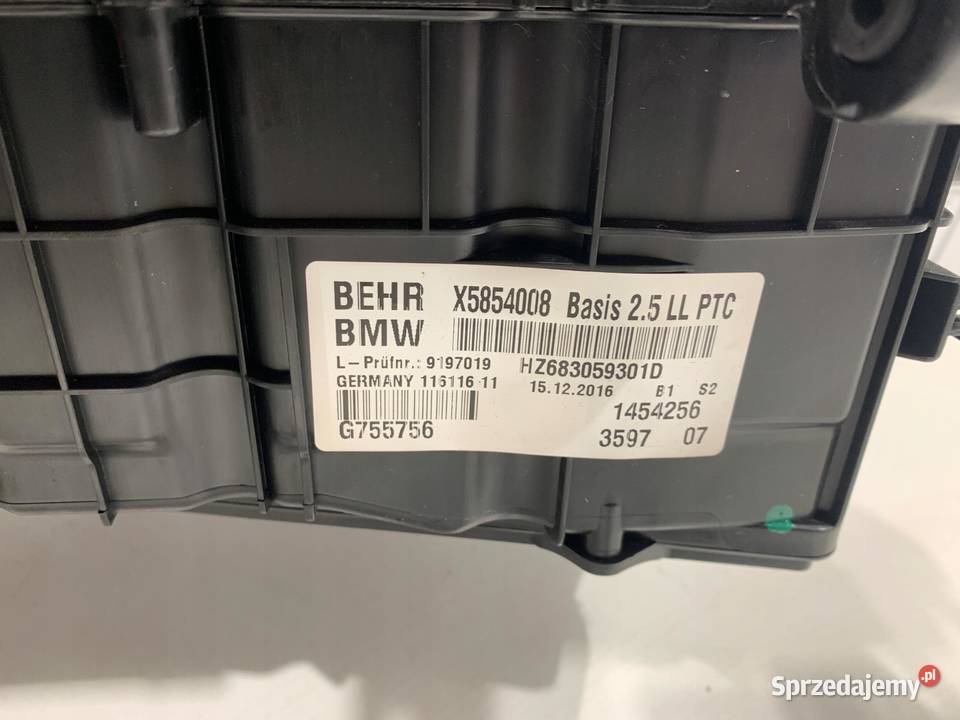 BEHR X5854008 Basis 2.5 LL PTC
BMW
L-Prüfnr.: 9197019 HZ683059301D
GERMANY 116116 11 15.12.2016 B1 S2
1454256
G755756 3597 07
Sprzedajemy.pl